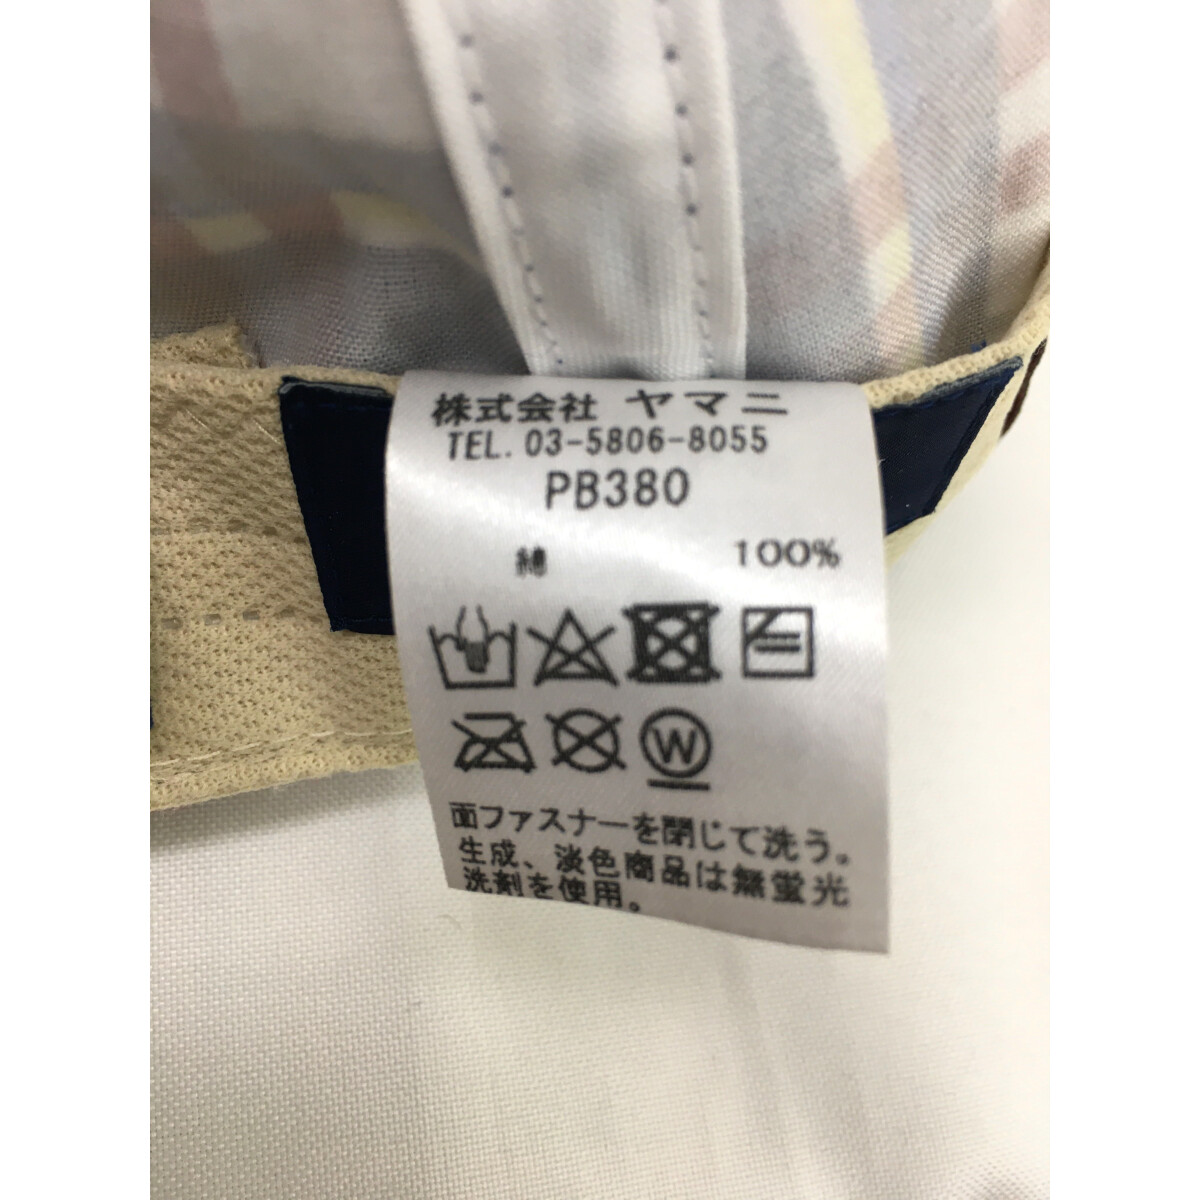 株式会社 ヤマニ
TEL. 03-5806-8055
PB380
綿 100%
W
面ファスナーを閉じて洗う。
生成、淡色商品は無蛍光
洗剤を使用。